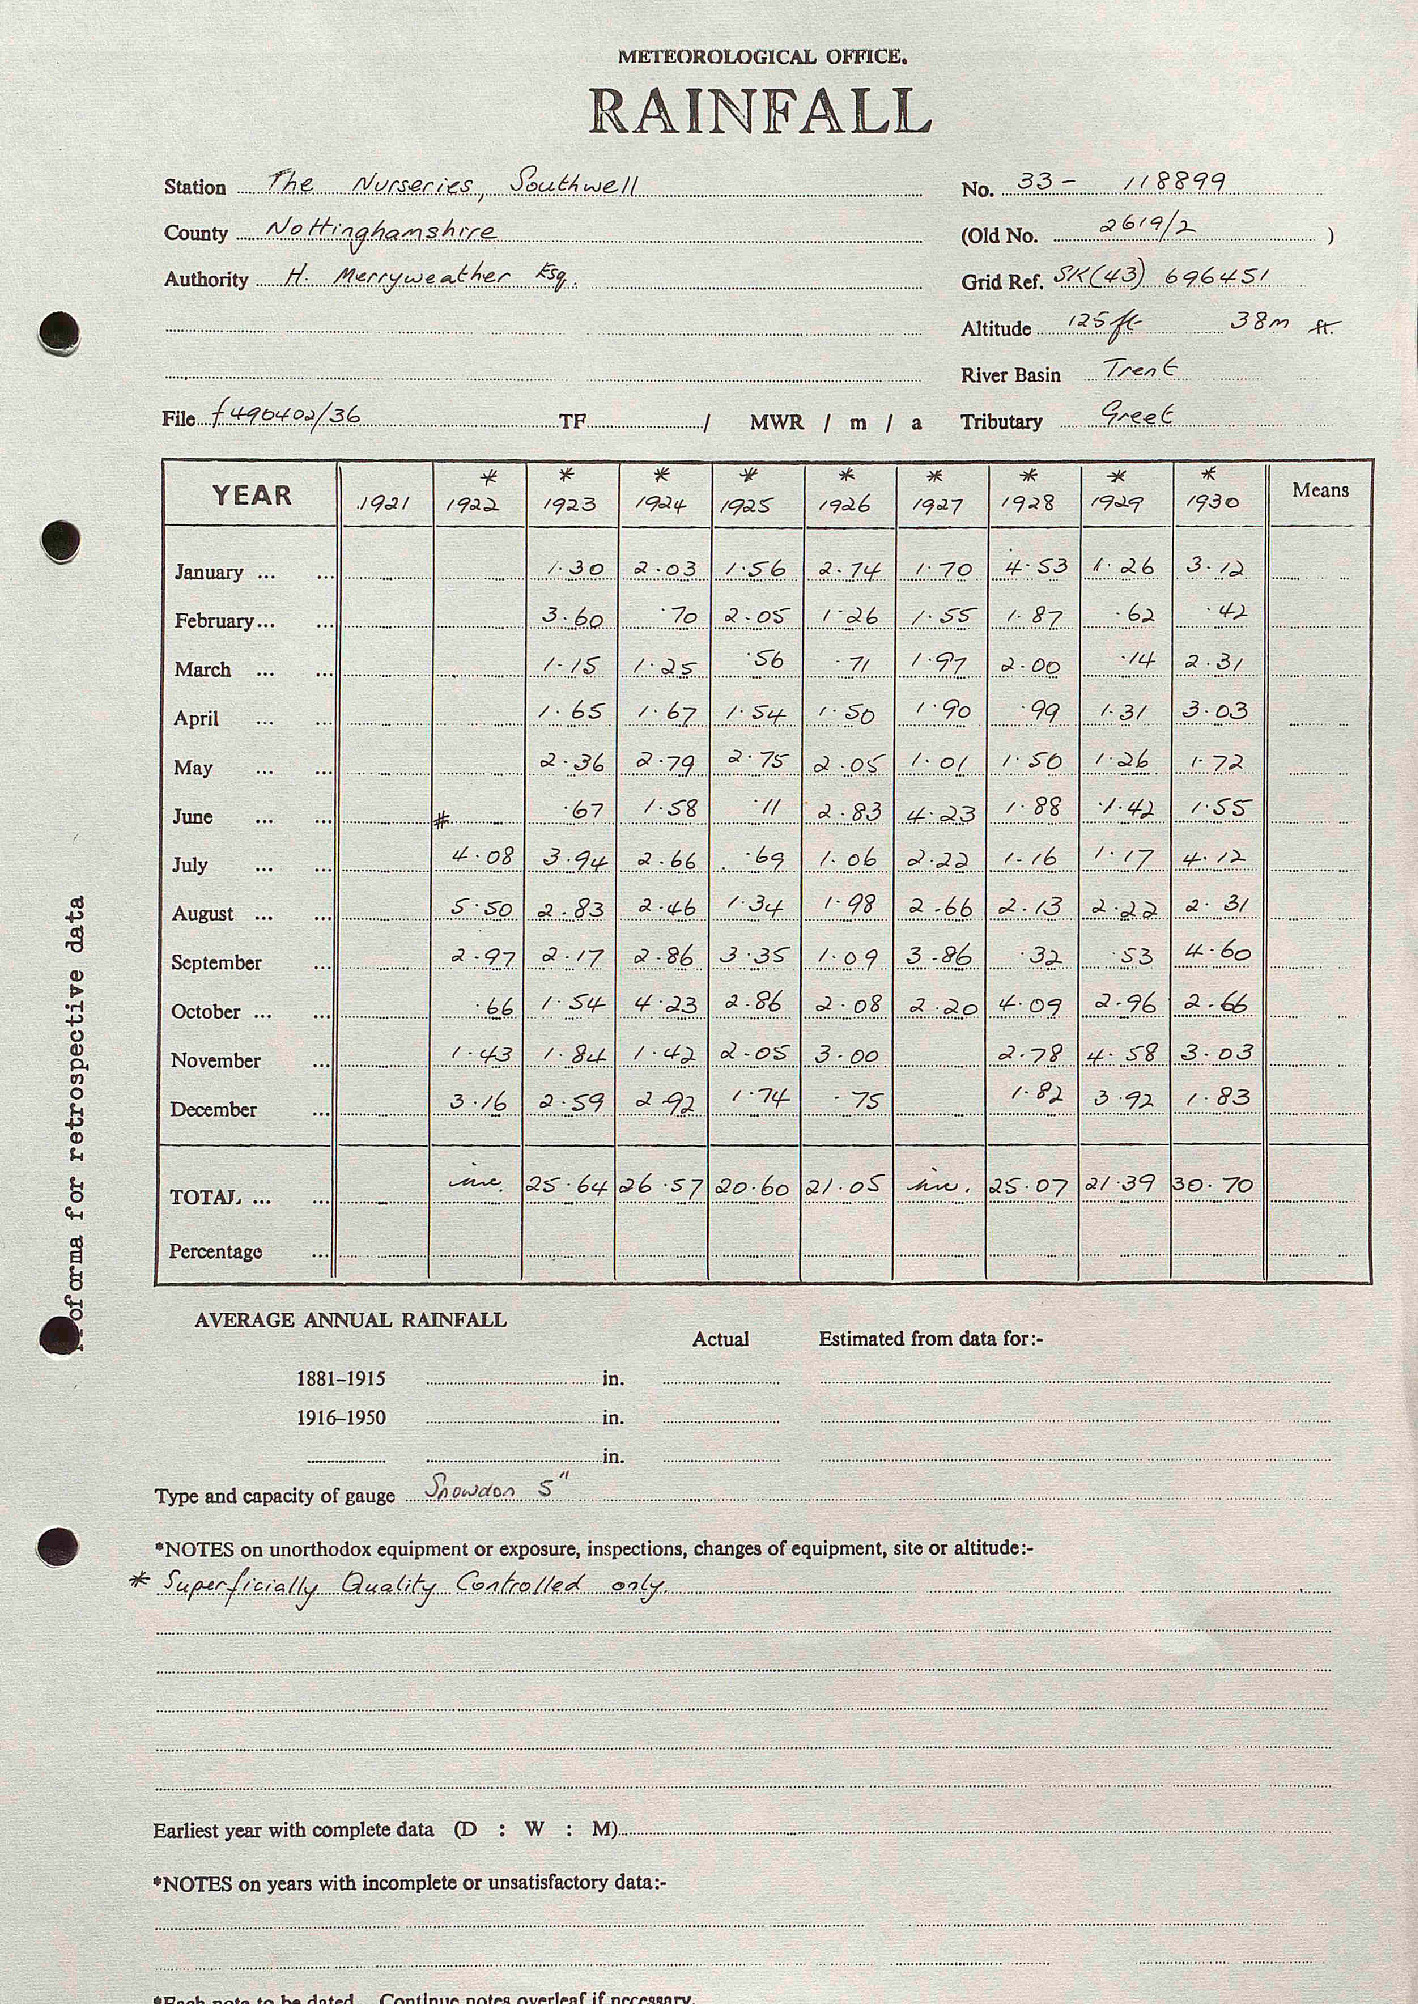 METEOROLOGICAL OFFICE.
RAINFALL
Station The Nurseries, Southwell No. 33- 118899
County Nottinghamshire (Old No. 2619/2 )
Authority H. Merryweather Esq. Grid Ref. SK(43) 696451
Altitude 125 ft 38m ft.
River Basin Trent
File f490402/36 TF / MWR / m / a Tributary Greet
* * * * * * * * *
YEAR 1921 1922 1923 1924 1925 1926 1927 1928 1929 1930 Means
January ... ... 1.30 2.03 1.56 2.74 1.70 4.53 1.26 3.12
February... ... 3.60 .70 2.05 1.26 1.55 1.87 .62 .42
March ... ... 1.15 1.25 .56 .71 1.97 2.00 .14 2.31
April ... ... 1.65 1.67 1.54 1.50 1.90 .99 1.31 3.03
May ... ... 2.36 2.79 2.75 2.05 1.01 1.50 1.26 1.72
June ... ... * .67 1.58 .11 2.83 4.23 1.88 1.42 1.55
July ... ... 4.08 3.94 2.66 .69 1.06 2.22 1.16 1.17 4.12
August ... ... 5.50 2.83 2.46 1.34 1.98 2.66 2.13 2.22 2.31
September ... 2.97 2.17 2.86 3.35 1.09 3.86 .32 .53 4.60
October ... ... .66 1.54 4.23 2.86 2.08 2.20 4.09 2.96 2.66
November ... 1.43 1.84 1.42 2.05 3.00 2.78 4.58 3.03
December ... 3.16 2.59 2.92 1.74 .75 1.82 3.92 1.83
TOTAL ... ... inc. 25.64 26.57 20.60 21.05 inc. 25.07 21.39 30.70
Percentage ...
forma for retrospective data
AVERAGE ANNUAL RAINFALL
Actual Estimated from data for:-
1881–1915 in.
1916–1950 in.
in.
Type and capacity of gauge Snowdon 5"
*NOTES on unorthodox equipment or exposure, inspections, changes of equipment, site or altitude:-
* Superficially Quality Controlled only.
Earliest year with complete data (D : W : M)
*NOTES on years with incomplete or unsatisfactory data:-
*Each note to be dated. Continue notes overleaf if necessary.